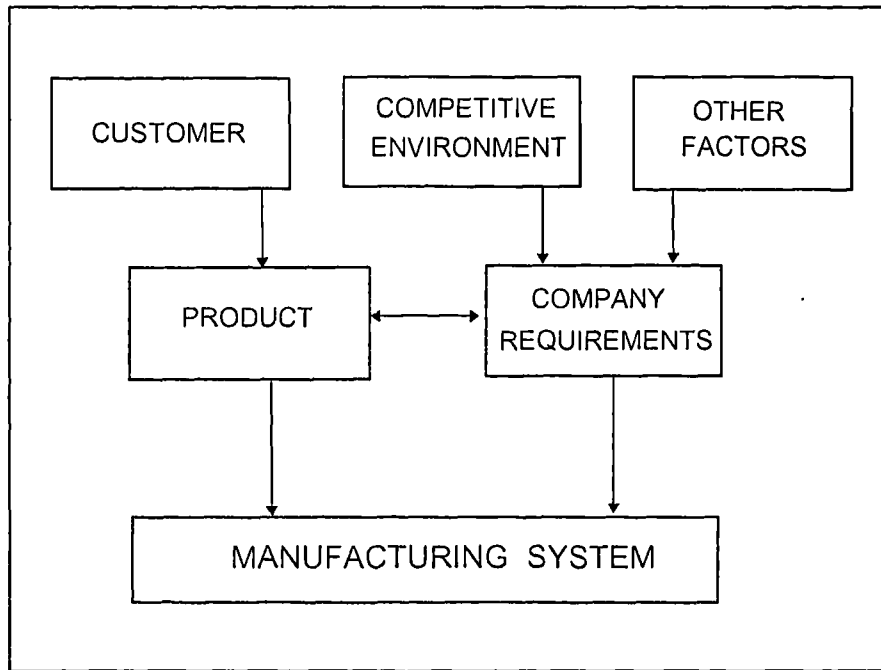 CUSTOMER
COMPETITIVE
ENVIRONMENT
OTHER
FACTORS
PRODUCT
COMPANY
REQUIREMENTS
MANUFACTURING SYSTEM